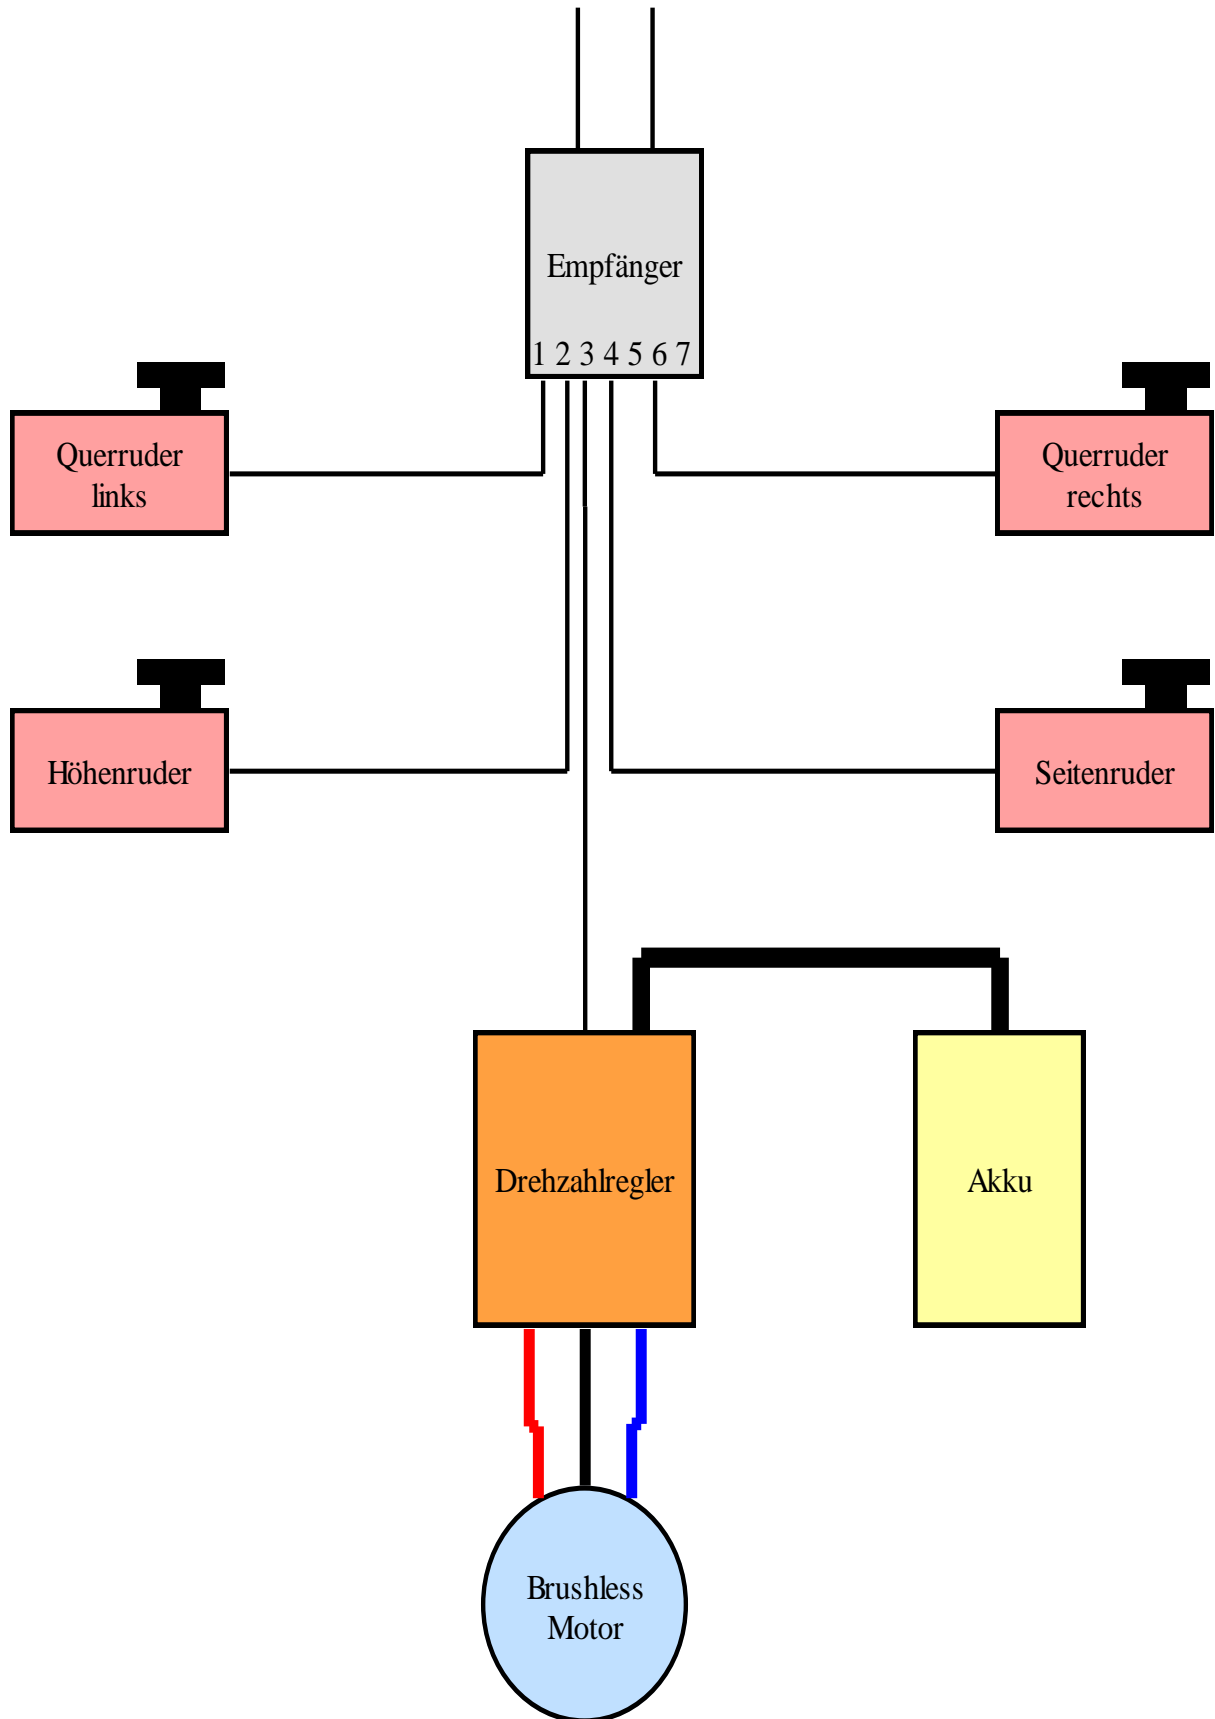 Empfänger
1 2 3 4 5 6 7
Querruder
links
Querruder
rechts
Höhenruder
Seitenruder
Drehzahlregler
Akku
Brushless
Motor